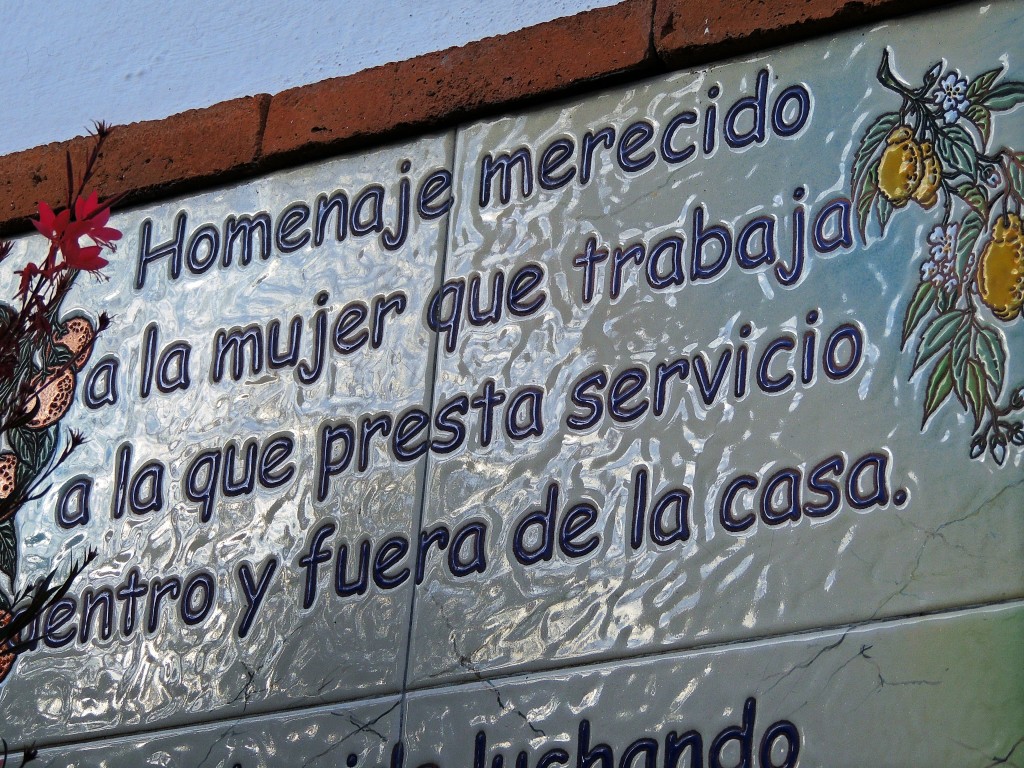 Homenaje merecido
a la mujer que trabaja
a la que presta servicio
dentro y fuera de la casa.
luchando